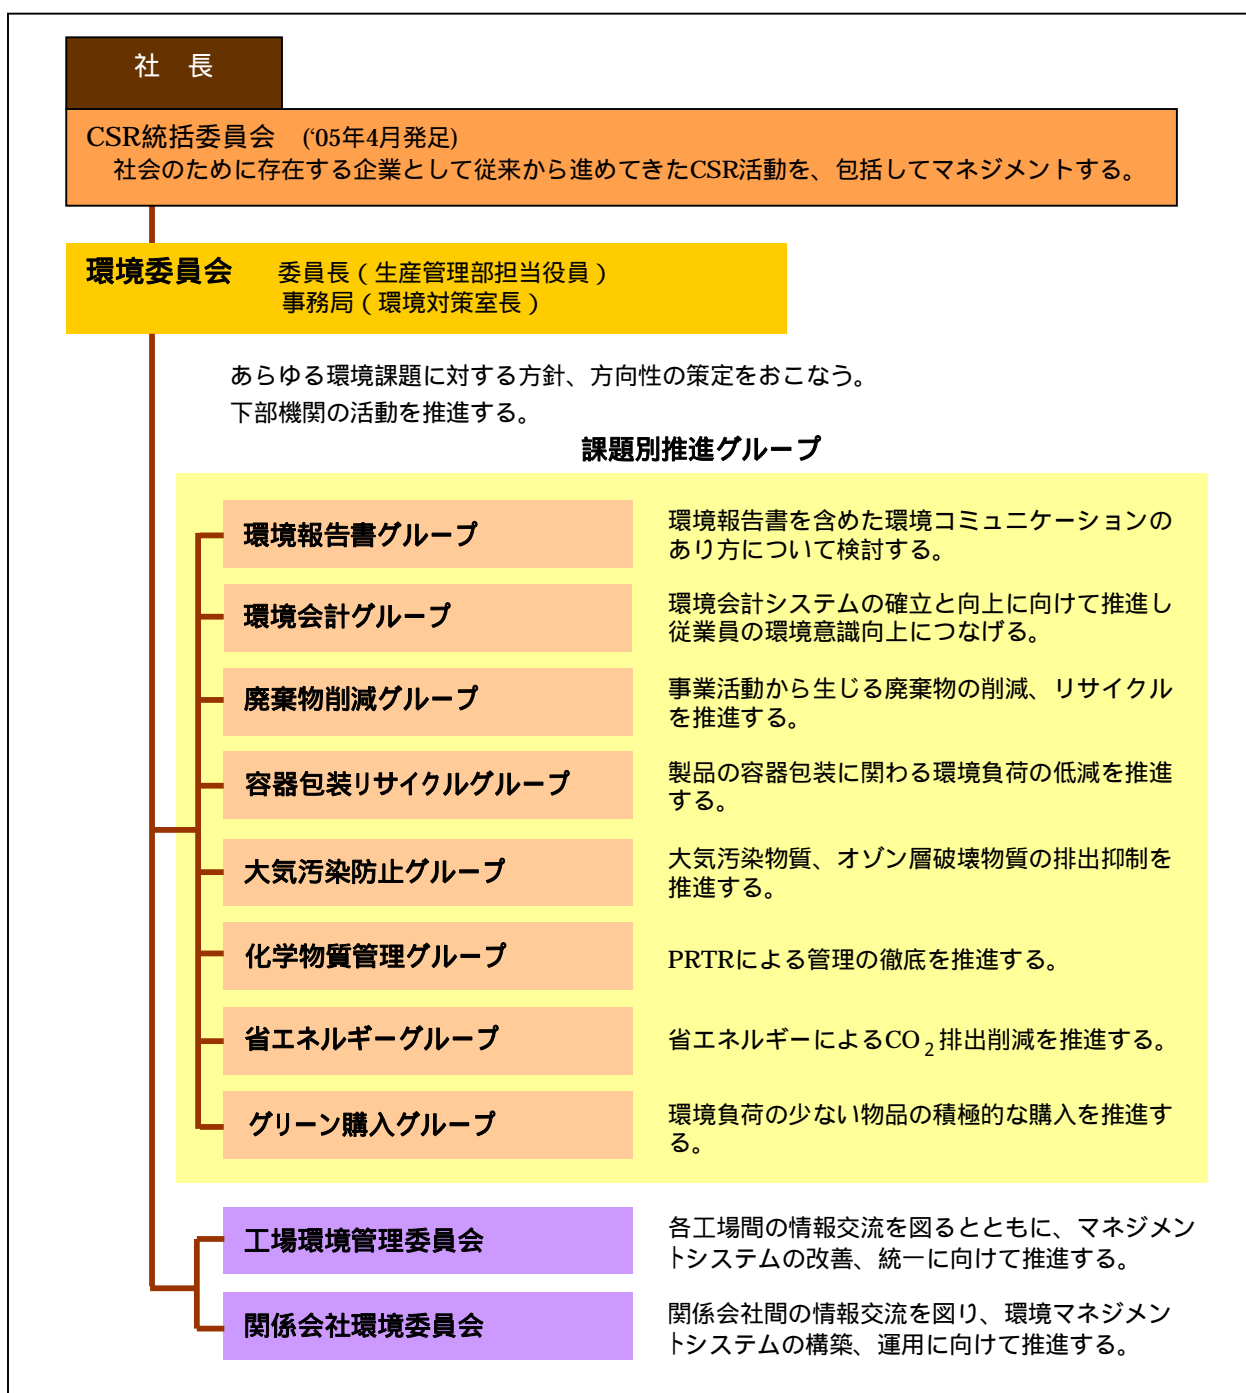 社 長
CSR統括委員会 (‘05年4月発足)
社会のために存在する企業として従来から進めてきたCSR活動を、包括してマネジメントする。
環境委員会 委員長(生産管理部担当役員)
事務局(環境対策室長)
あらゆる環境課題に対する方針、方向性の策定をおこなう。
下部機関の活動を推進する。
課題別推進グループ
環境報告書グループ
環境報告書を含めた環境コミュニケーションの
あり方について検討する。
環境会計グループ
環境会計システムの確立と向上に向けて推進し
従業員の環境意識向上につなげる。
廃棄物削減グループ
事業活動から生じる廃棄物の削減、リサイクル
を推進する。
容器包装リサイクルグループ
製品の容器包装に関わる環境負荷の低減を推進
する。
大気汚染防止グループ
大気汚染物質、オゾン層破壊物質の排出抑制を
推進する。
化学物質管理グループ
PRTRによる管理の徹底を推進する。
省エネルギーグループ
省エネルギーによるCO2排出削減を推進する。
グリーン購入グループ
環境負荷の少ない物品の積極的な購入を推進す
る。
工場環境管理委員会
各工場間の情報交流を図るとともに、マネジメン
トシステムの改善、統一に向けて推進する。
関係会社環境委員会
関係会社間の情報交流を図り、環境マネジメン
トシステムの構築、運用に向けて推進する。